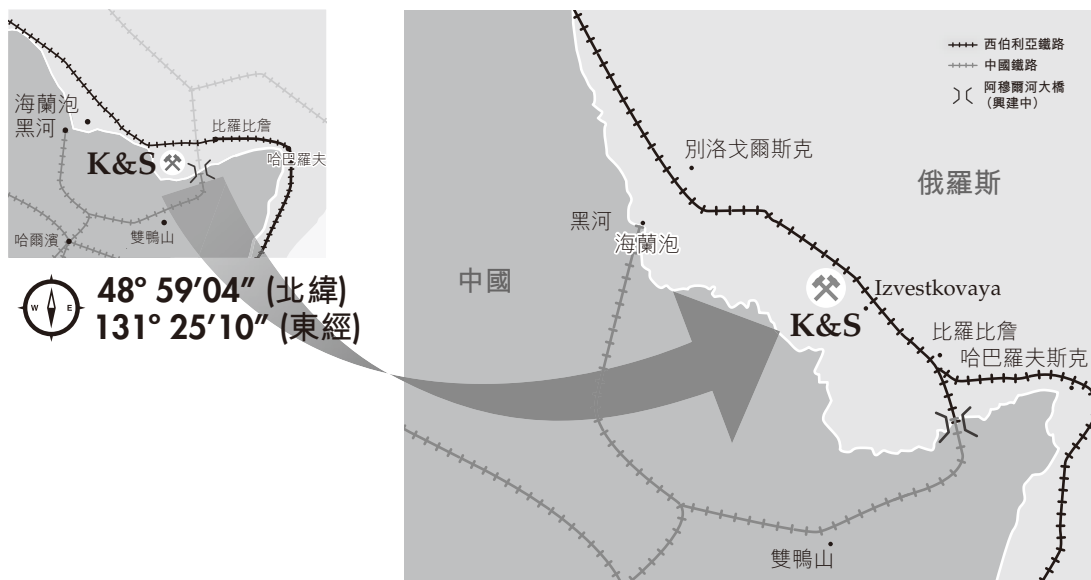 海蘭泡
黑河
K&S
比羅比詹
哈巴羅夫
雙鴨山
哈爾濱
W E
48° 59′04″ (北緯)
131° 25′10″ (東經)
西伯利亞鐵路
中國鐵路
阿穆爾河大橋
(興建中)
別洛戈爾斯克
俄羅斯
黑河
海蘭泡
中國
Izvestkovaya
K&S
比羅比詹
哈巴羅夫斯克
雙鴨山